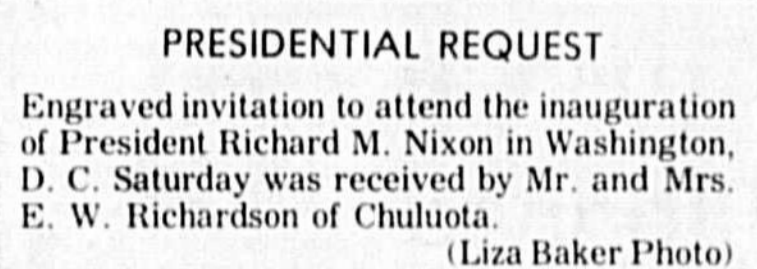 PRESIDENTIAL REQUEST
Engraved invitation to attend the inauguration
of President Richard M. Nixon in Washington,
D. C. Saturday was received by Mr. and Mrs.
E. W. Richardson of Chuluota.
(Liza Baker Photo)